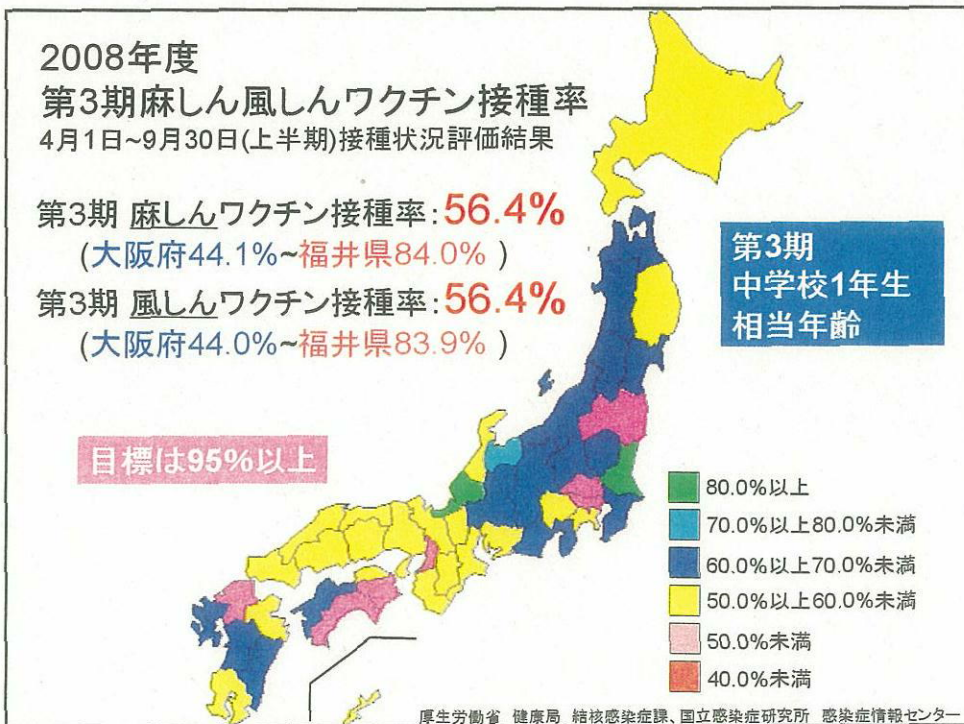 2008年度
第3期麻しん風しんワクチン接種率
4月1日~9月30日(上半期)接種状況評価結果
第3期 麻しんワクチン接種率:56.4%
(大阪府44.1%~福井県84.0% )
第3期 風しんワクチン接種率:56.4%
(大阪府44.0%~福井県83.9% )
第3期
中学校1年生
相当年齢
目標は95%以上
80.0%以上
70.0%以上80.0%未満
60.0%以上70.0%未満
50.0%以上60.0%未満
50.0%未満
40.0%未満
厚生労働省 健康局 結核感染症課、国立感染症研究所 感染症情報センター